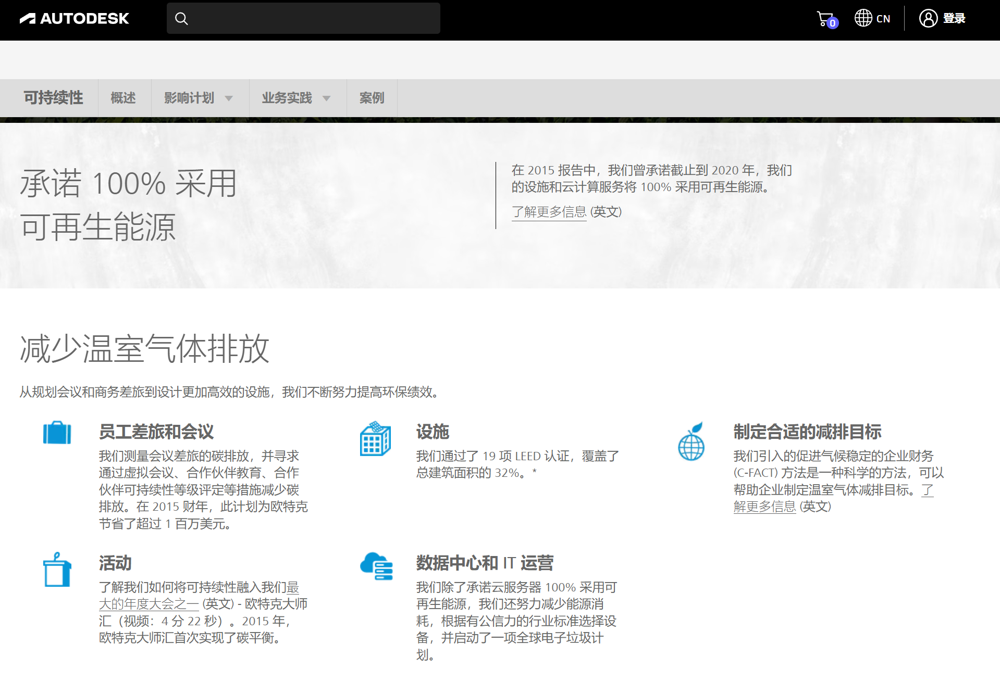 AUTODESK
0
CN
登录
可持续性
概述
影响计划
业务实践
案例
承诺 100% 采用
可再生能源
在 2015 报告中，我们曾承诺截止到 2020 年，我们
的设施和云计算服务将 100% 采用可再生能源。
了解更多信息 (英文)
减少温室气体排放
从规划会议和商务差旅到设计更加高效的设施，我们不断努力提高环保绩效。
员工差旅和会议
我们测量会议差旅的碳排放，并寻求
通过虚拟会议、合作伙伴教育、合作
伙伴可持续性等级评定等措施减少碳
排放。在 2015 财年，此计划为欧特克
节省了超过 1 百万美元。
设施
我们通过了 19 项 LEED 认证，覆盖了
总建筑面积的 32%。*
制定合适的减排目标
我们引入的促进气候稳定的企业财务
(C-FACT) 方法是一种科学的方法，可以
帮助企业制定温室气体减排目标。了
解更多信息 (英文)
活动
了解我们如何将可持续性融入我们最
大的年度大会之一 (英文) - 欧特克大师
汇（视频：4 分 22 秒）。2015 年，
欧特克大师汇首次实现了碳平衡。
数据中心和 IT 运营
我们除了承诺云服务器 100% 采用可
再生能源，我们还努力减少能源消
耗，根据有公信力的行业标准选择设
备，并启动了一项全球电子垃圾计
划。